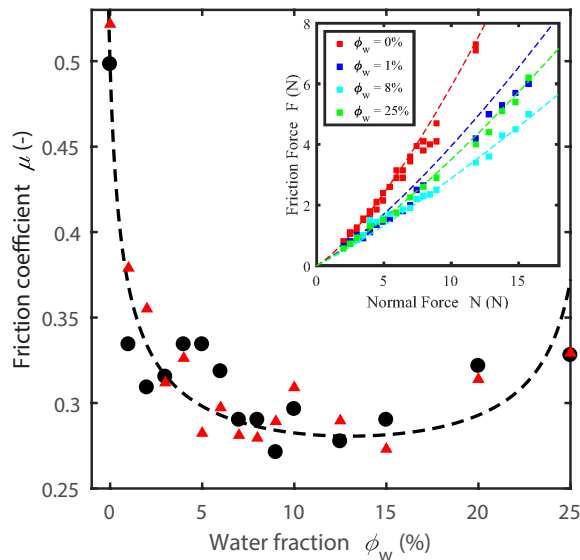 Friction coefficient μ (-)
0.5
0.45
0.4
0.35
0.3
0.25
0
5
10
15
20
25
Water fraction ϕw (%)
Friction Force F (N)
8
6
4
2
0
0
5
10
15
Normal Force N (N)
ϕw = 0%
ϕw = 1%
ϕw = 8%
ϕw = 25%